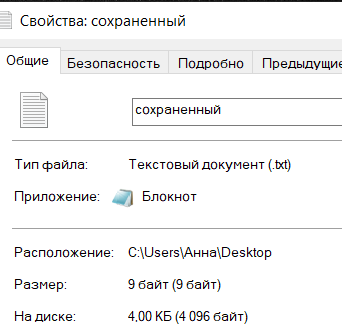 Свойства: сохраненный
Общие Безопасность Подробно Предыдущие
сохраненный
Тип файла: Текстовый документ (.txt)
Приложение: Блокнот
Расположение: C:\Users\Анна\Desktop
Размер: 9 байт (9 байт)
На диске: 4,00 КБ (4 096 байт)